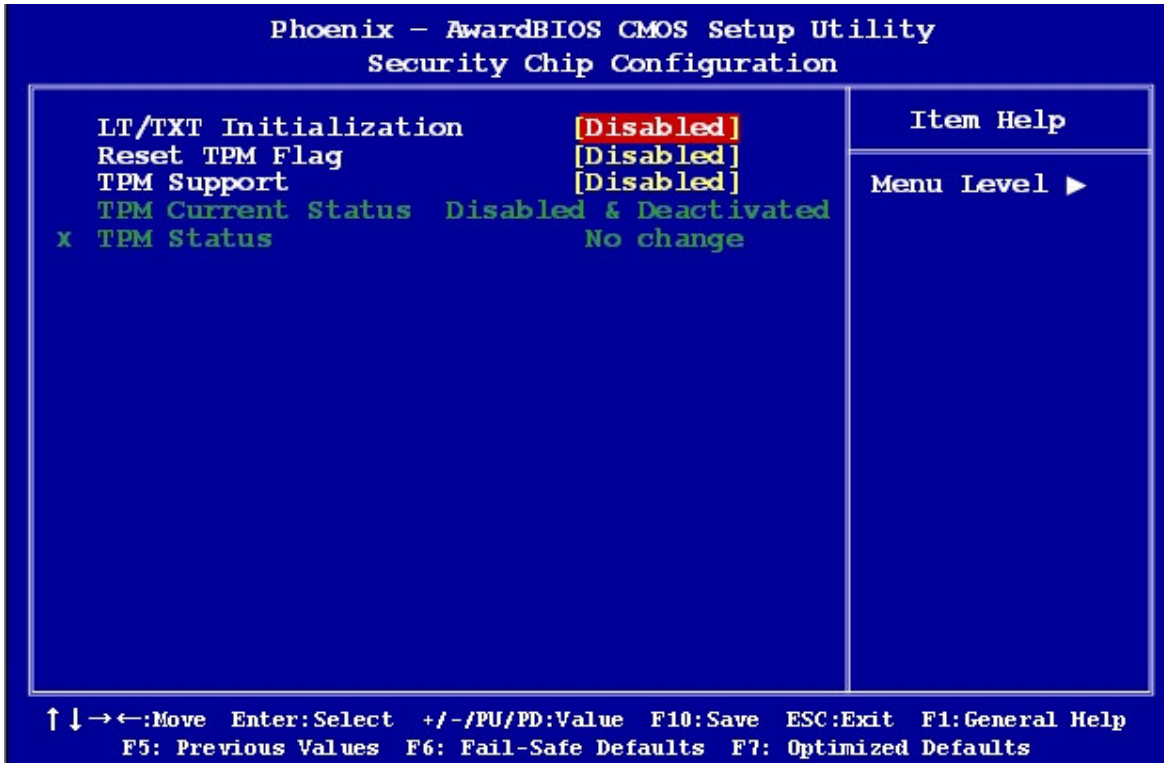 Phoenix – AwardBIOS CMOS Setup Utility
Security Chip Configuration
LT/TXT Initialization [Disabled]
Reset TPM Flag [Disabled]
TPM Support [Disabled]
TPM Current Status Disabled & Deactivated
x TPM Status No change
Item Help
Menu Level ▶
↑↓→←:Move Enter:Select +/-/PU/PD:Value F10:Save ESC:Exit F1:General Help
F5: Previous Values F6: Fail-Safe Defaults F7: Optimized Defaults